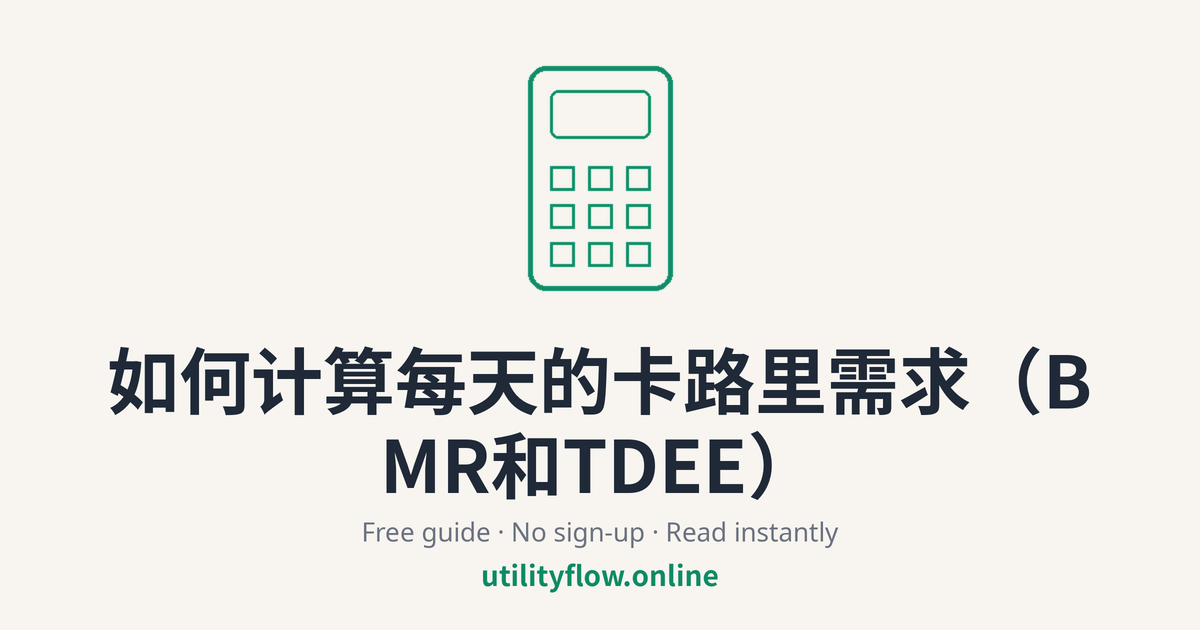 如何计算每天的卡路里需求（B
MR和TDEE）
Free guide · No sign-up · Read instantly
utilityflow.online